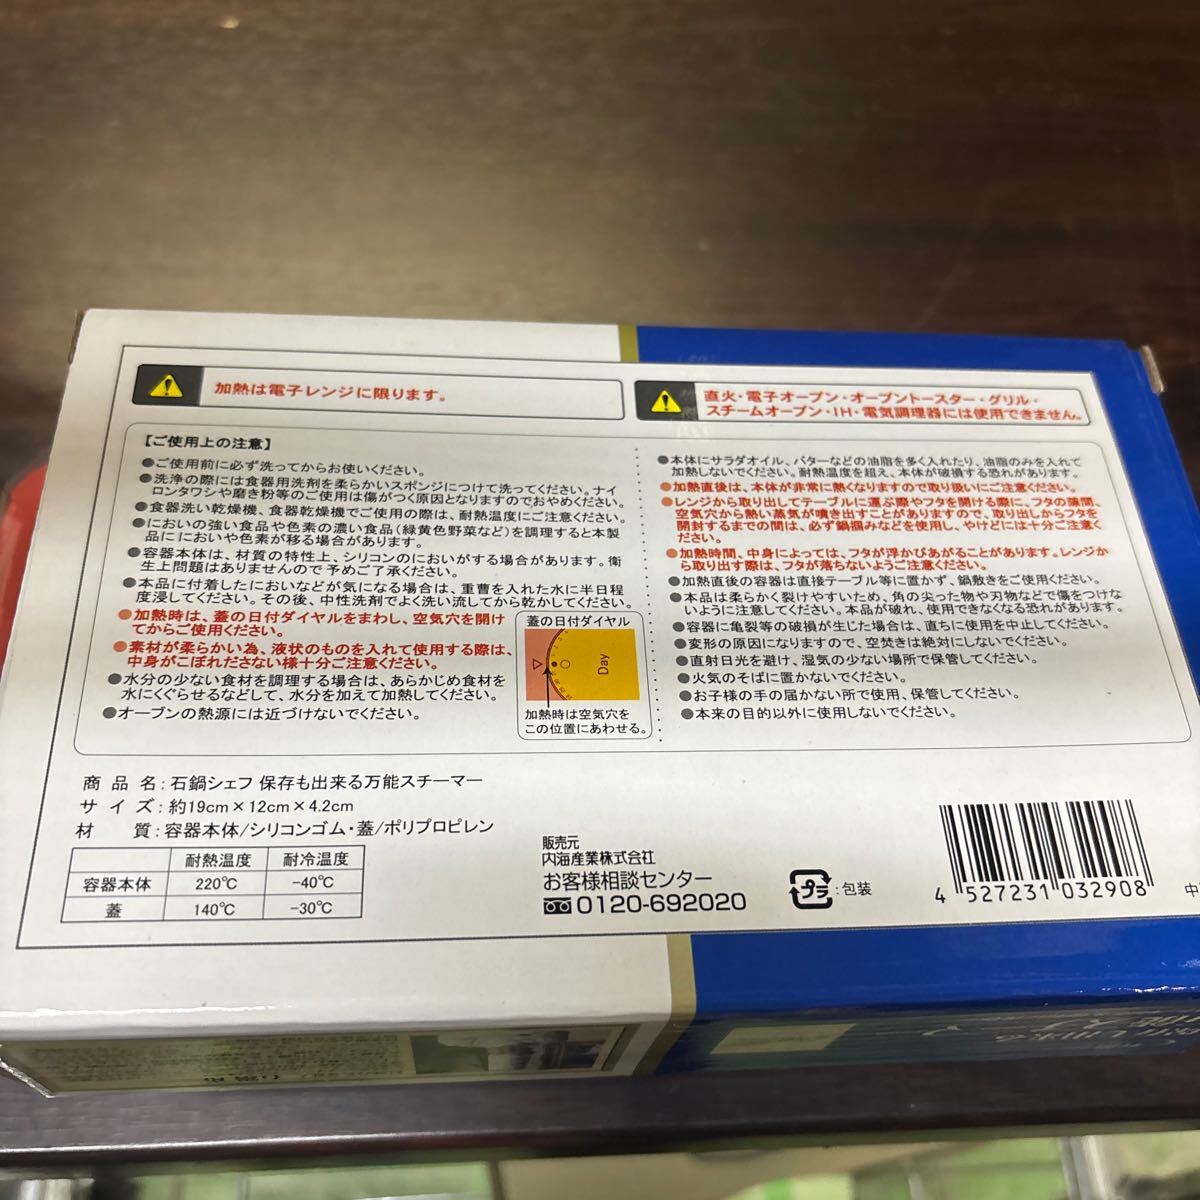 加熱は電子レンジに限ります。
直火・電子オーブン・オーブントースター・グリル・
スチームオーブン・IH・電気調理器には使用できません。
【ご使用上の注意】
●ご使用前に必ず洗ってからお使いください。
●洗浄の際には食器用洗剤を柔らかいスポンジにつけて洗ってください。ナイ
ロンタワシや磨き粉等のご使用は傷がつく原因となりますのでおやめください。
●食器洗い乾燥機、食器乾燥機でご使用の際は、耐熱温度にご注意ください。
●においの強い食品や色素の濃い食品(緑黄色野菜など)を調理すると本製
品に においや色素が移る場合があります。
●容器本体は、材質の特性上、シリコンのにおいがする場合があります。衛
生上問題はありませんので予めご了承ください。
●本品に付着したにおいなどが気になる場合は、重曹を入れた水に半日程
度浸してください。その後、中性洗剤でよく洗い流してから乾かしてください。
●加熱時は、蓋の日付ダイヤルをまわし、空気穴を開け
てからご使用ください。
●素材が柔らかい為、液状のものを入れて使用する際は、
中身がこぼれださない様十分ご注意ください。
●水分の少ない食材を調理する場合は、あらかじめ食材を
水にくぐらせるなどして、水分を加えて加熱してください。
●オーブンの熱源には近づけないでください。
蓋の日付ダイヤル
Day
加熱時は空気穴を
この位置にあわせる。
●本体にサラダオイル、バターなどの油脂を多く入れたり、油脂のみを入れて
加熱しないでください。耐熱温度を超え、本体が破損する恐れがあります。
●加熱直後は、本体が非常に熱くなりますので取り扱いにご注意ください。
●レンジから取り出してテーブルに運ぶ際やフタを開ける際に、フタの隙間、
空気穴から熱い蒸気が噴き出すことがありますので、取り出しからフタを
開封するまでの間は、必ず鍋掴みなどを使用し、やけどには十分ご注意く
ださい。
●加熱時間、中身によっては、フタが浮かびあがることがあります。レンジか
ら取り出す際は、フタが落ちないようご注意ください。
●加熱直後の容器は直接テーブル等に置かず、鍋敷きをご使用ください。
●本品は柔らかく裂けやすいため、角の尖った物や刃物などで傷をつけな
いように注意してください。本品が破れ、使用できなくなる恐れがあります。
●容器に亀裂等の破損が生じた場合は、直ちに使用を中止してください。
●変形の原因になりますので、空焚きは絶対にしないでください。
●直射日光を避け、湿気の少ない場所で保管してください。
●火気のそばに置かないでください。
●お子様の手の届かない所で使用、保管してください。
●本来の目的以外に使用しないでください。
商 品 名:石鍋シェフ 保存も出来る万能スチーマー
サ イ ズ:約19cm×12cm×4.2cm
材 質:容器本体/シリコンゴム・蓋/ポリプロピレン
耐熱温度 耐冷温度
容器本体 220℃ -40℃
蓋 140℃ -30℃
販売元
内海産業株式会社
お客様相談センター
0120-692020
プラ :包装
4 527231 032908
中